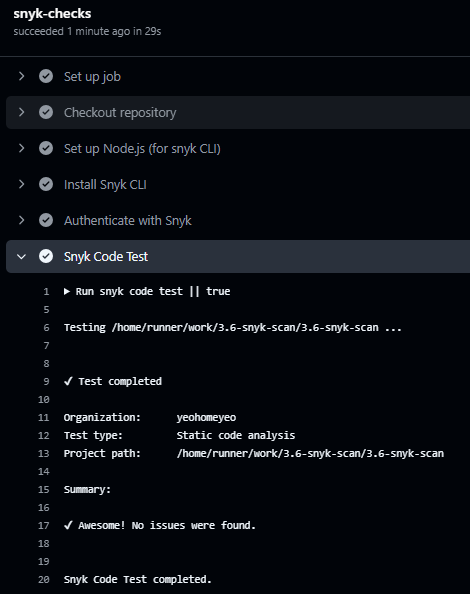 snyk-checks
succeeded 1 minute ago in 29s
Set up job
Checkout repository
Set up Node.js (for snyk CLI)
Install Snyk CLI
Authenticate with Snyk
Snyk Code Test
1 ▶ Run snyk code test || true
5
6 Testing /home/runner/work/3.6-snyk-scan/3.6-snyk-scan ...
7
8
9 ✔ Test completed
10
11 Organization: yeohomeyeo
12 Test type: Static code analysis
13 Project path: /home/runner/work/3.6-snyk-scan/3.6-snyk-scan
14
15 Summary:
16
17 ✔ Awesome! No issues were found.
18
19
20 Snyk Code Test completed.